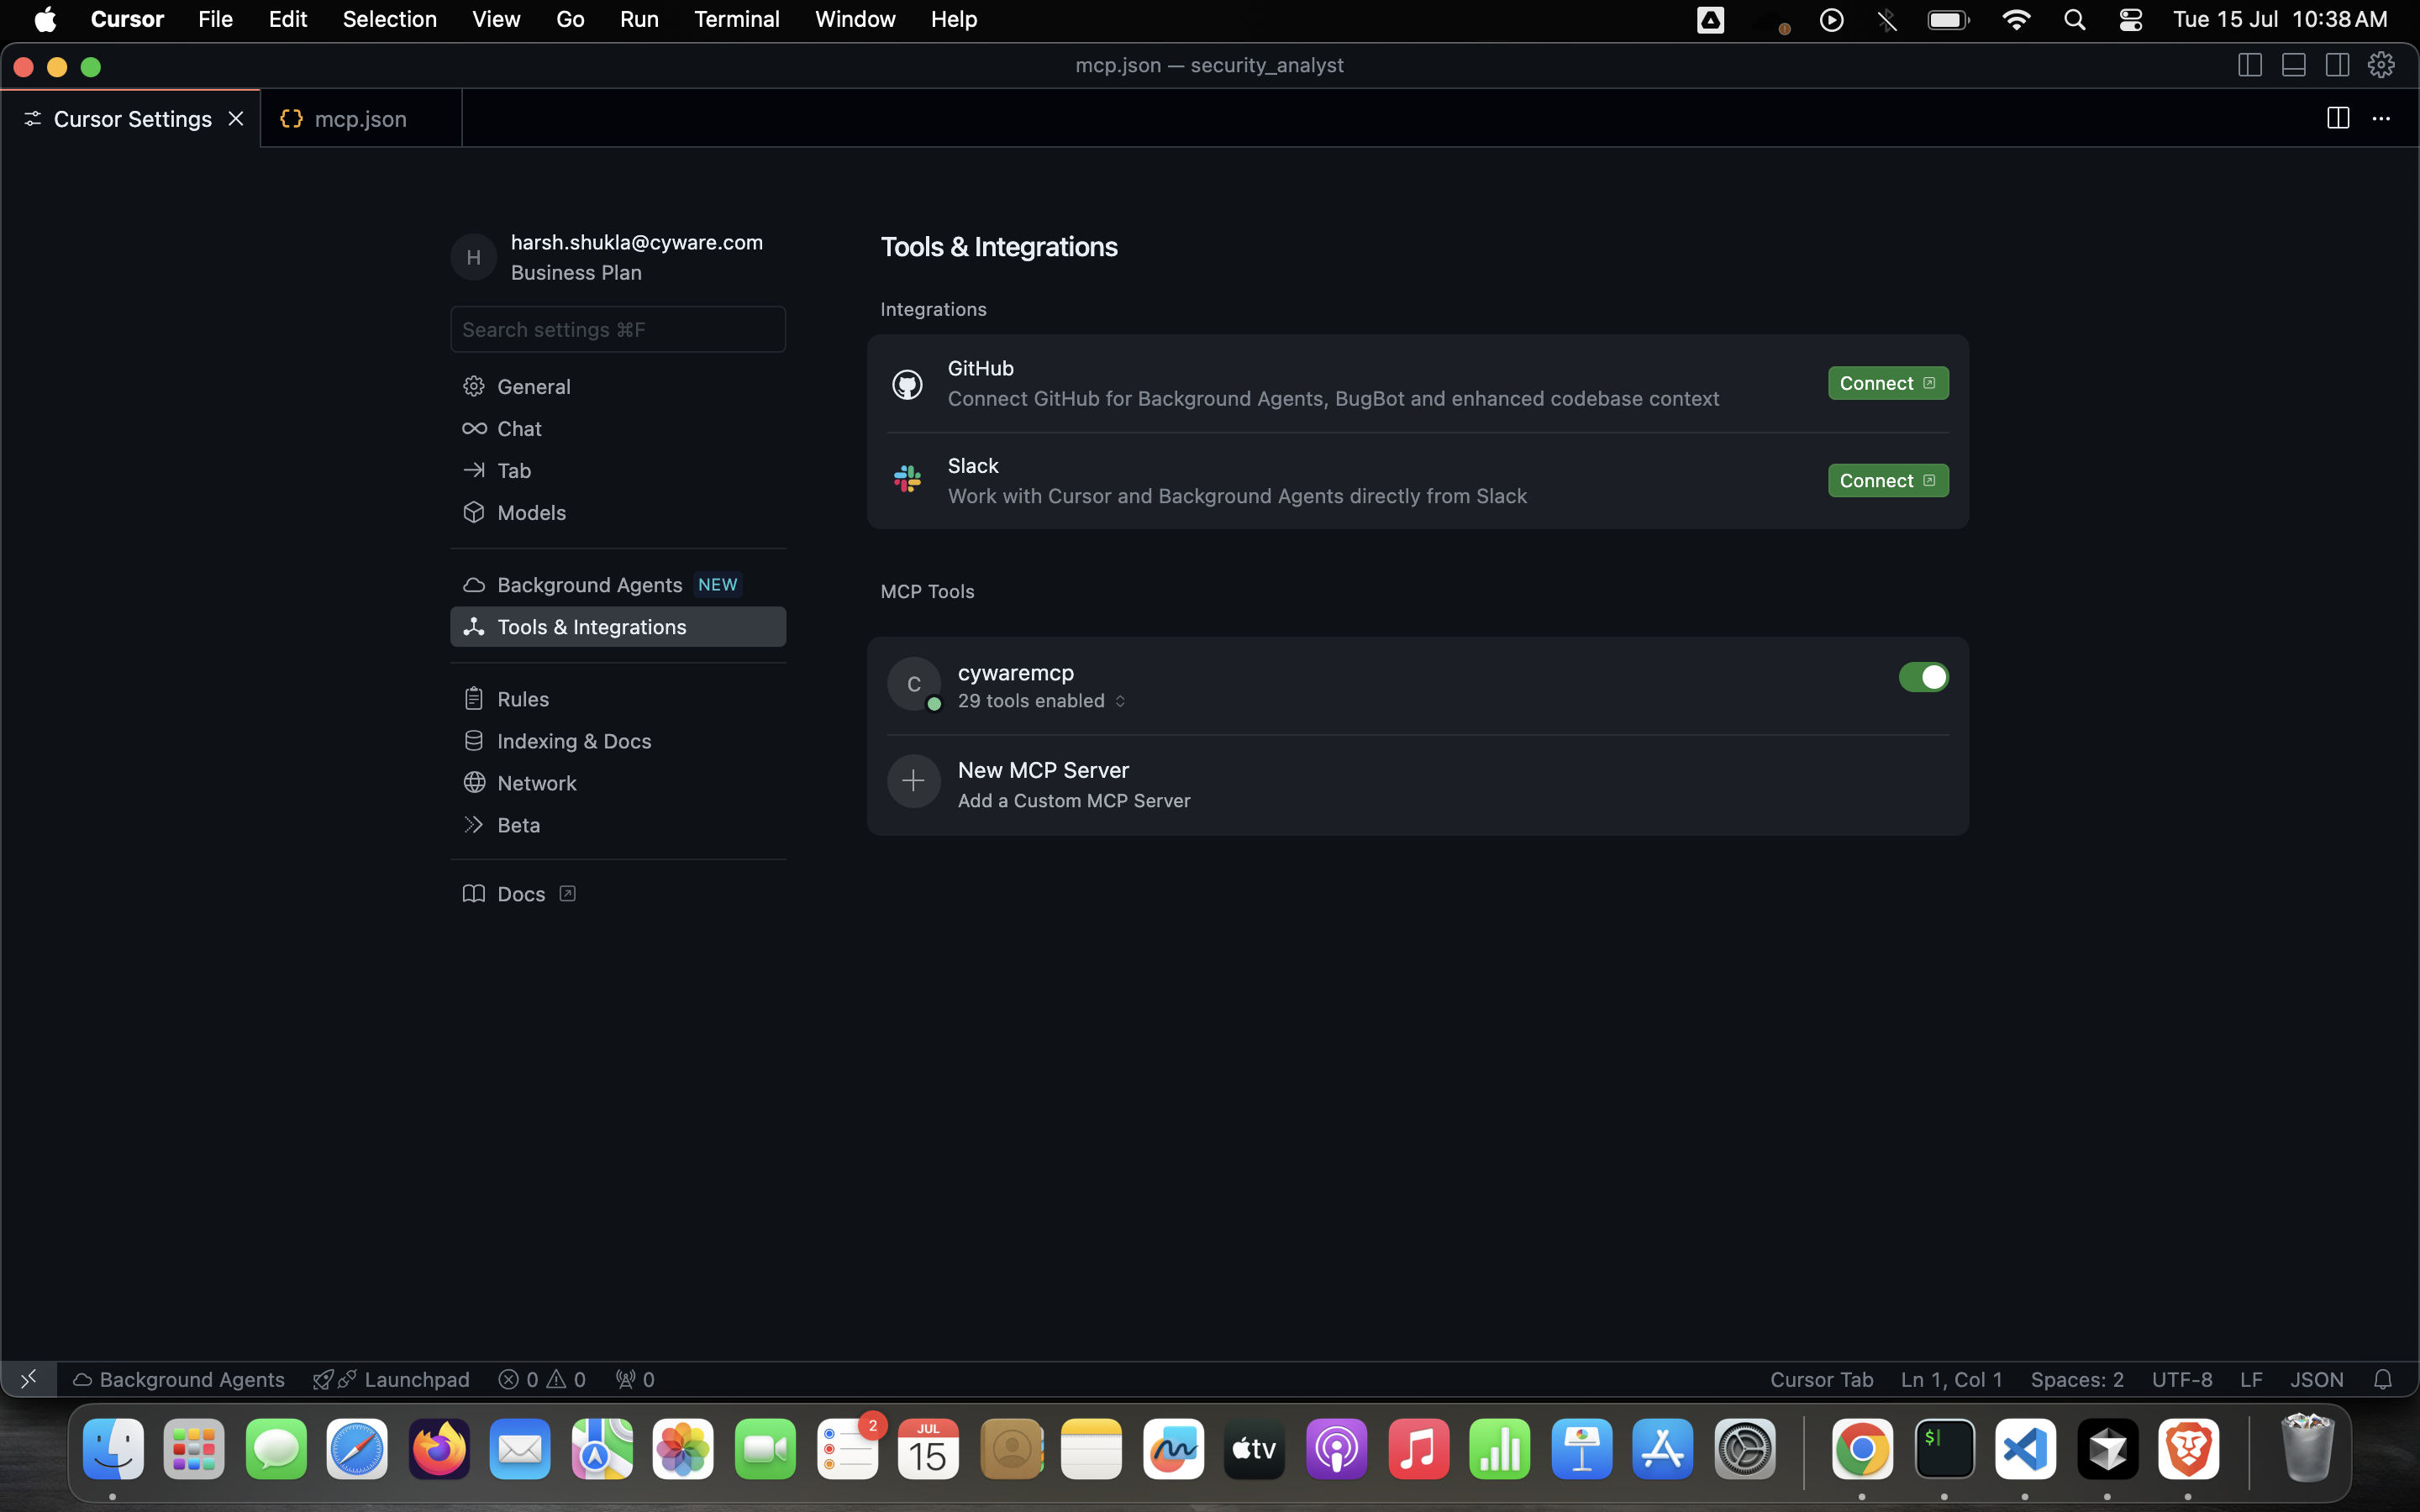 Cursor File Edit Selection View Go Run Terminal Window Help Tue 15 Jul 10:38 AM
mcp.json — security_analyst
Cursor Settings mcp.json
H
harsh.shukla@cyware.com
Business Plan
Search settings ⌘F
General
Chat
Tab
Models
Background Agents NEW
Tools & Integrations
Rules
Indexing & Docs
Network
Beta
Docs
Tools & Integrations
Integrations
GitHub
Connect GitHub for Background Agents, BugBot and enhanced codebase context
Connect
Slack
Work with Cursor and Background Agents directly from Slack
Connect
MCP Tools
C
cywaremcp
29 tools enabled
New MCP Server
Add a Custom MCP Server
Background Agents Launchpad 0 0 0 Cursor Tab Ln 1, Col 1 Spaces: 2 UTF-8 LF JSON
2
JUL
15
tv
$